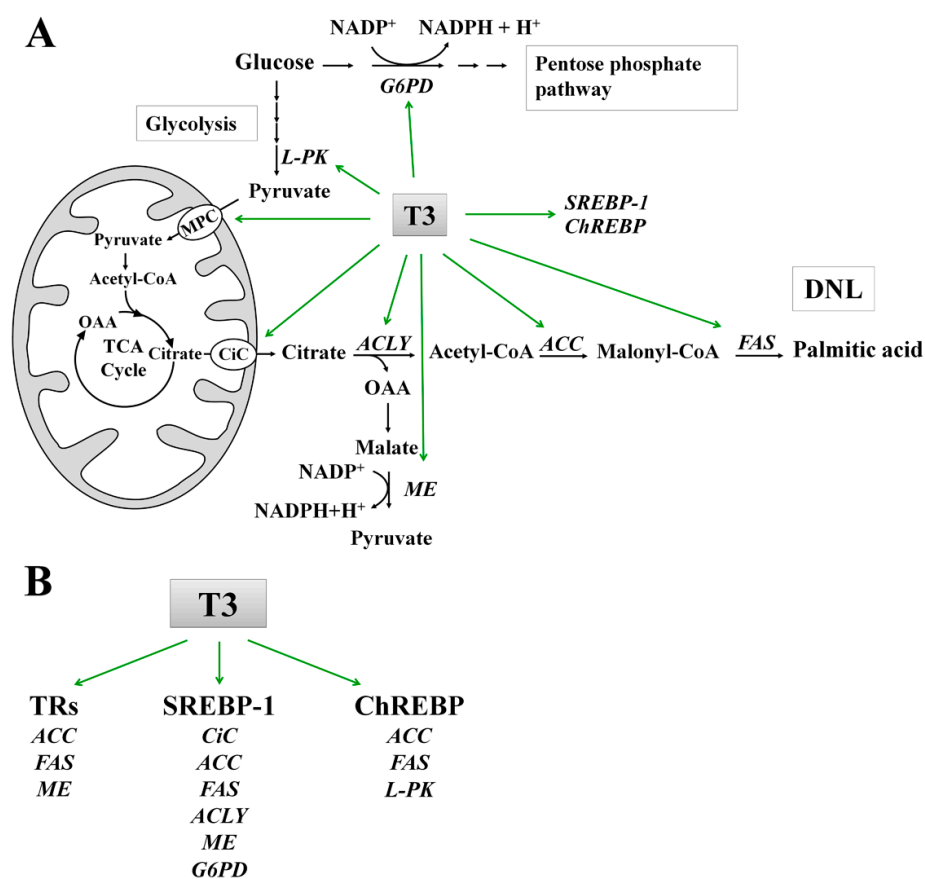 A
NADP+ NADPH + H+
Glucose
G6PD
Pentose phosphate
pathway
Glycolysis
L-PK
Pyruvate
MPC
T3
SREBP-1
ChREBP
Pyruvate
Acetyl-CoA
OAA
TCA
Cycle
Citrate
CiC
Citrate
ACLY
Acetyl-CoA
ACC
Malonyl-CoA
FAS
Palmitic acid
DNL
OAA
Malate
NADP+
ME
NADPH+H+
Pyruvate
B
T3
TRs
ACC
FAS
ME
SREBP-1
CiC
ACC
FAS
ACLY
ME
G6PD
ChREBP
ACC
FAS
L-PK